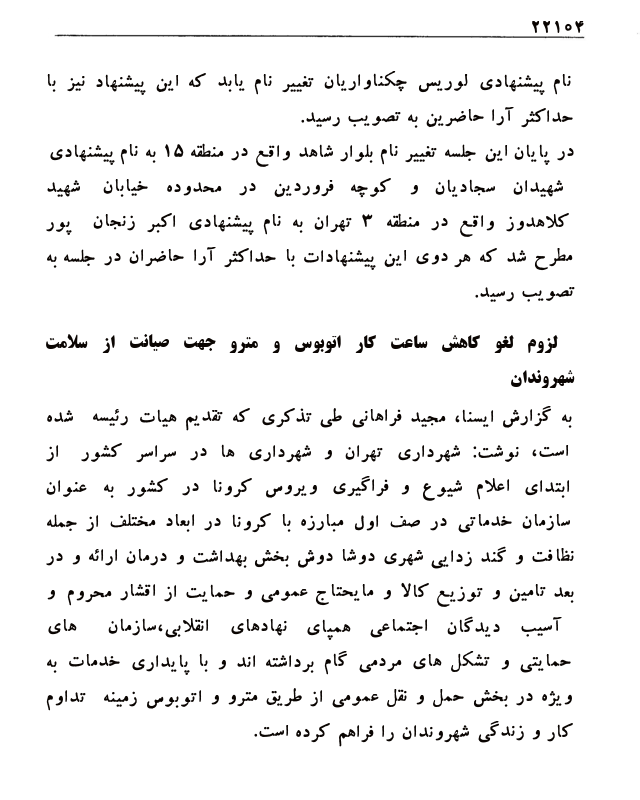 ۲۲۱۰۴
نام پیشنهادی لوریس چکناواریان تغییر نام یابد که این پیشنهاد نیز با
حداکثر آرا حاضرین به تصویب رسید.
در پایان این جلسه تغییر نام بلوار شاهد واقع در منطقه ۱۵ به نام پیشنهادی
شهیدان سجادیان و کوچه فروردین در محدوده خیابان شهید
کلاهدوز واقع در منطقه ۳ تهران به نام پیشنهادی اکبر زنجان پور
مطرح شد که هر دوی این پیشنهادات با حداکثر آرا حاضران در جلسه به
تصویب رسید.
لزوم لغو کاهش ساعت کار اتوبوس و مترو جهت صیانت از سلامت
شهروندان
به گزارش ایسنا، مجید فراهانی طی تذکری که تقدیم هیات رئیسه شده
است، نوشت: شهرداری تهران و شهرداری ها در سراسر کشور از
ابتدای اعلام شیوع و فراگیری ویروس کرونا در کشور به عنوان
سازمان خدماتی در صف اول مبارزه با کرونا در ابعاد مختلف از جمله
نظافت و گند زدایی شهری دوشا دوش بخش بهداشت و درمان ارائه و در
بعد تامین و توزیع کالا و مایحتاج عمومی و حمایت از اقشار محروم و
آسیب دیدگان اجتماعی همپای نهادهای انقلابی،سازمان های
حمایتی و تشکل های مردمی گام برداشته اند و با پایداری خدمات به
ویژه در بخش حمل و نقل عمومی از طریق مترو و اتوبوس زمینه تداوم
کار و زندگی شهروندان را فراهم کرده است.